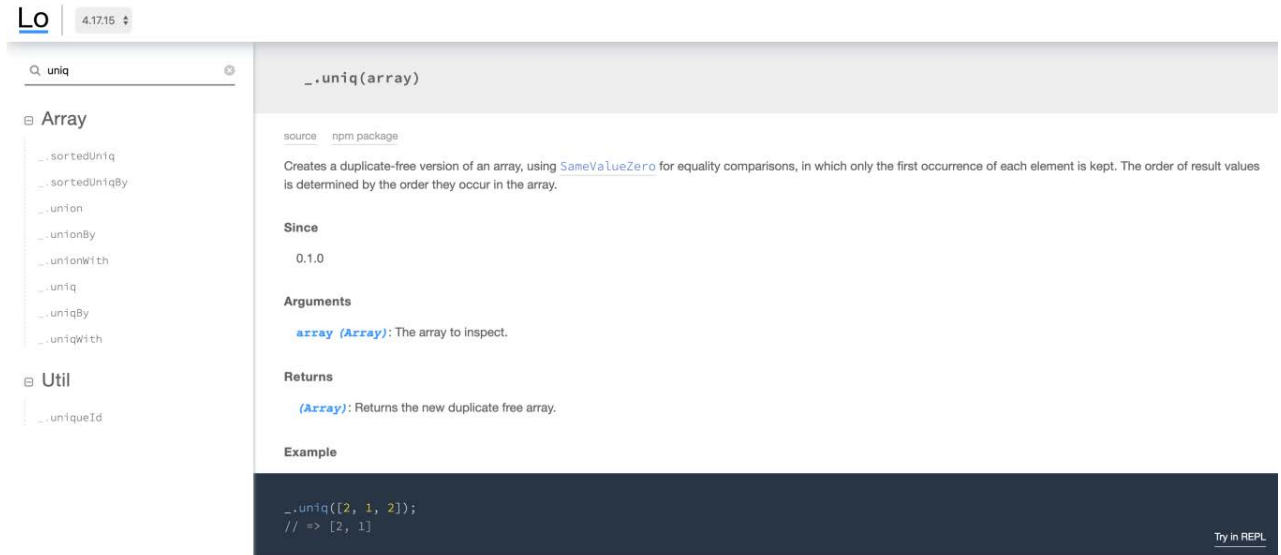 Lo
4.17.15
uniq
Array
_.sortedUniq
_.sortedUniqBy
_.union
_.unionBy
_.unionWith
_.uniq
_.uniqBy
_.uniqWith
Util
_.uniqueId
_.uniq(array)
source npm package
Creates a duplicate-free version of an array, using SameValueZero for equality comparisons, in which only the first occurrence of each element is kept. The order of result values
is determined by the order they occur in the array.
Since
0.1.0
Arguments
array (Array): The array to inspect.
Returns
(Array): Returns the new duplicate free array.
Example
_.uniq([2, 1, 2]);
// => [2, 1]
Try in REPL